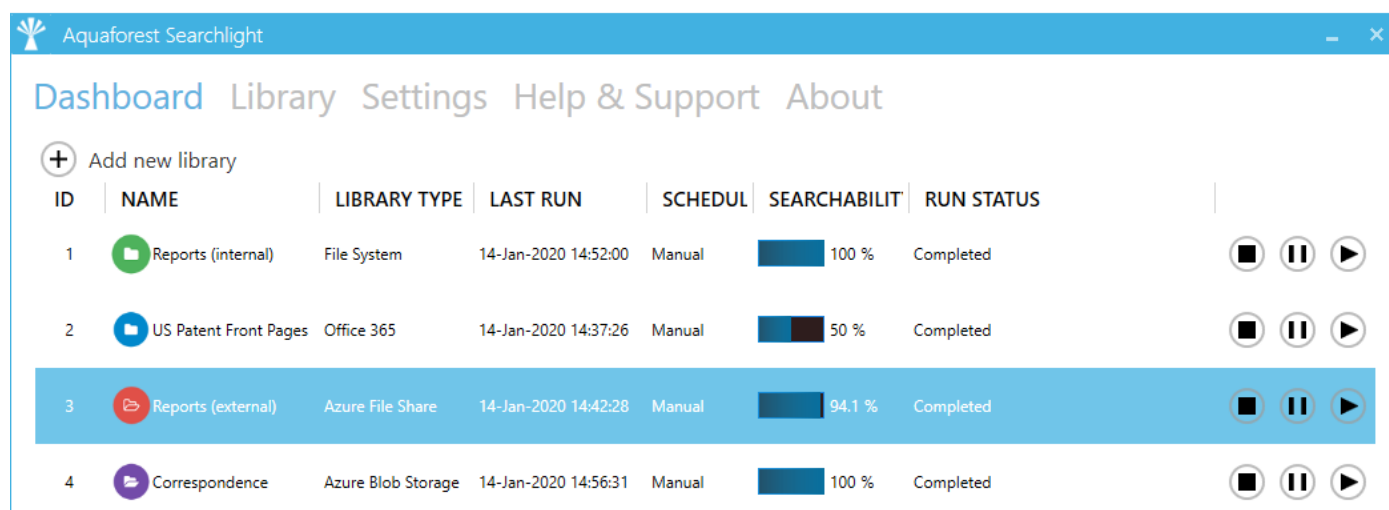 Aquaforest Searchlight
Dashboard Library Settings Help & Support About
Add new library
ID NAME LIBRARY TYPE LAST RUN SCHEDUL SEARCHABILIT RUN STATUS
1 Reports (internal) File System 14-Jan-2020 14:52:00 Manual 100 % Completed
2 US Patent Front Pages Office 365 14-Jan-2020 14:37:26 Manual 50 % Completed
3 Reports (external) Azure File Share 14-Jan-2020 14:42:28 Manual 94.1 % Completed
4 Correspondence Azure Blob Storage 14-Jan-2020 14:56:31 Manual 100 % Completed